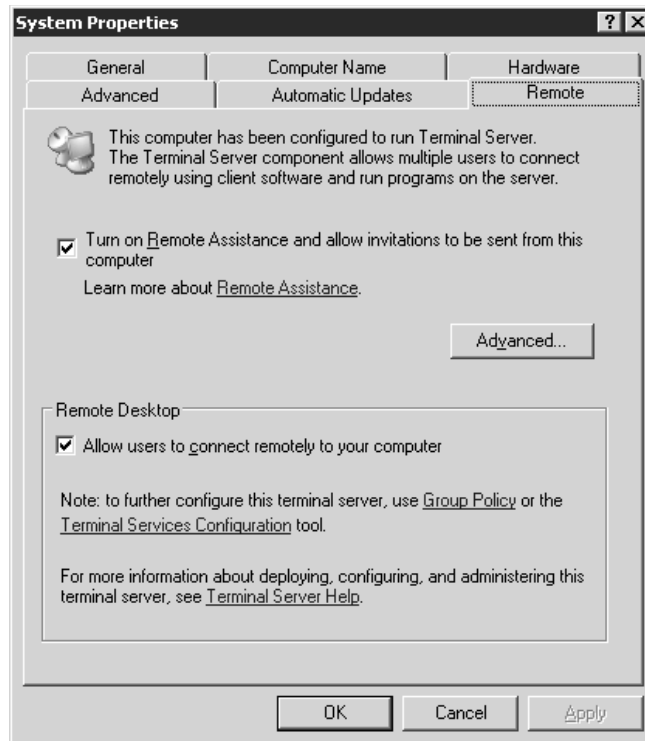 System Properties
General
Computer Name
Hardware
Advanced
Automatic Updates
Remote
This computer has been configured to run Terminal Server.
The Terminal Server component allows multiple users to connect
remotely using client software and run programs on the server.
Turn on Remote Assistance and allow invitations to be sent from this
computer
Learn more about Remote Assistance.
Advanced...
Remote Desktop
Allow users to connect remotely to your computer
Note: to further configure this terminal server, use Group Policy or the
Terminal Services Configuration tool.
For more information about deploying, configuring, and administering this
terminal server, see Terminal Server Help.
OK
Cancel
Apply